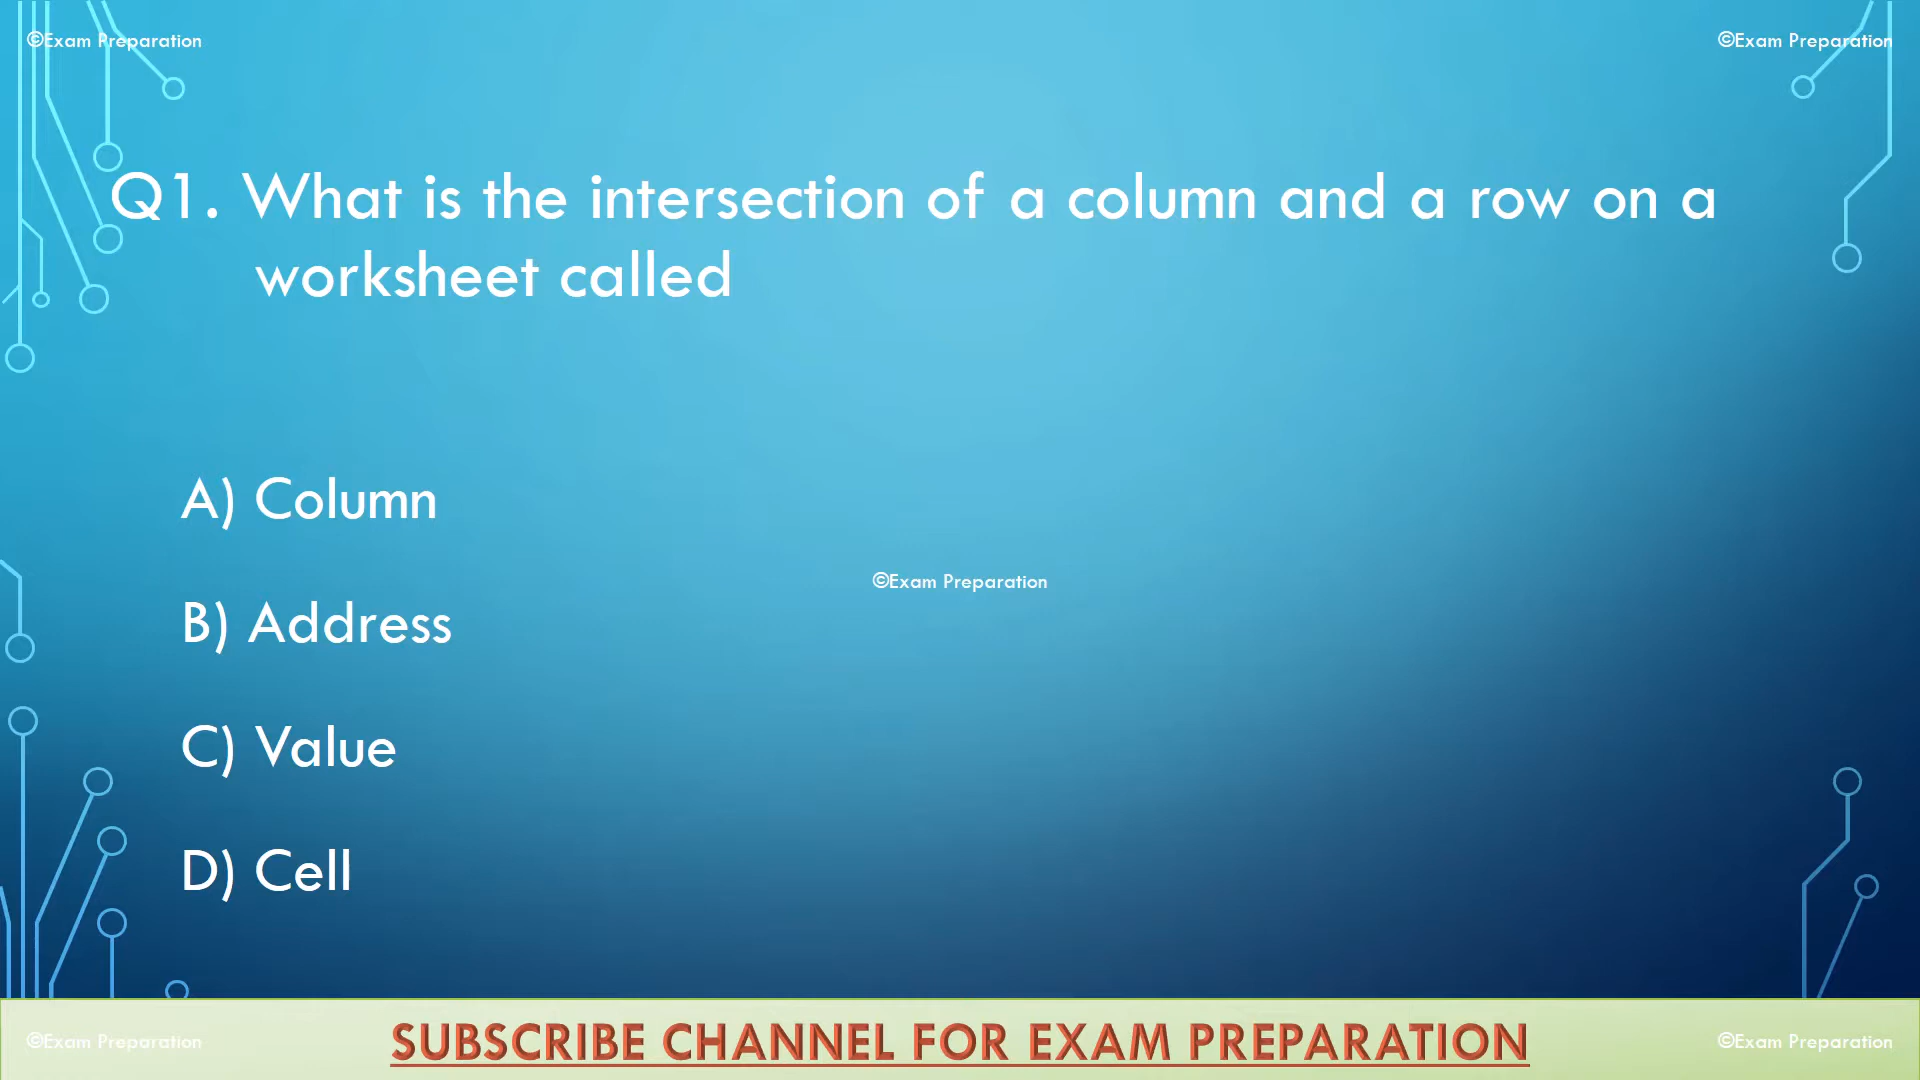 ©Exam Preparation
©Exam Preparation
Q1. What is the intersection of a column and a row on a
worksheet called
A) Column
©Exam Preparation
B) Address
C) Value
D) Cell
©Exam Preparation
SUBSCRIBE CHANNEL FOR EXAM PREPARATION
©Exam Preparation